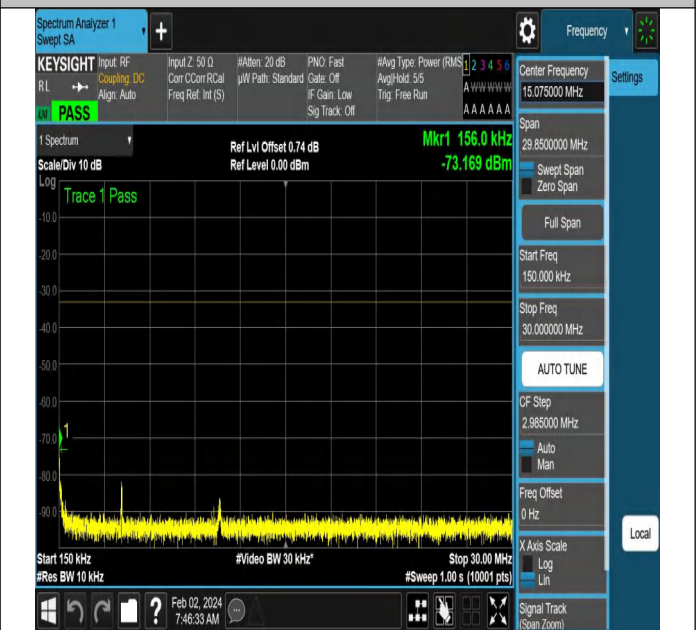 Spectrum Analyzer 1
Swept SA
Frequency
KEYSIGHT
RL
PASS
Input: RF
Coupling: DC
Align: Auto
Input Z: 50 Ω
Corr CCorr RCal
Freq Ref: Int (S)
#Atten: 20 dB
µW Path: Standard
PNO: Fast
Gate: Off
IF Gain: Low
Sig Track: Off
#Avg Type: Power (RMS
Avg|Hold: 5/5
Trig: Free Run
1 2 3 4 5 6
A W W W W W
A A A A A A
1 Spectrum
Scale/Div 10 dB
Ref Lvl Offset 0.74 dB
Ref Level 0.00 dBm
Mkr1 156.0 kHz
-73.169 dBm
Log
Trace 1 Pass
-10.0
-20.0
-30.0
-40.0
-50.0
-60.0
1
-70.0
-80.0
-90.0
Start 150 kHz
#Res BW 10 kHz
#Video BW 30 kHz*
Stop 30.00 MHz
#Sweep 1.00 s (10001 pts)
Feb 02, 2024
7:46:33 AM
Center Frequency
15.075000 MHz
Settings
Span
29.8500000 MHz
Swept Span
Zero Span
Full Span
Start Freq
150.000 kHz
Stop Freq
30.000000 MHz
AUTO TUNE
CF Step
2.985000 MHz
Auto
Man
Freq Offset
0 Hz
Local
X Axis Scale
Log
Lin
Signal Track
(Span Zoom)